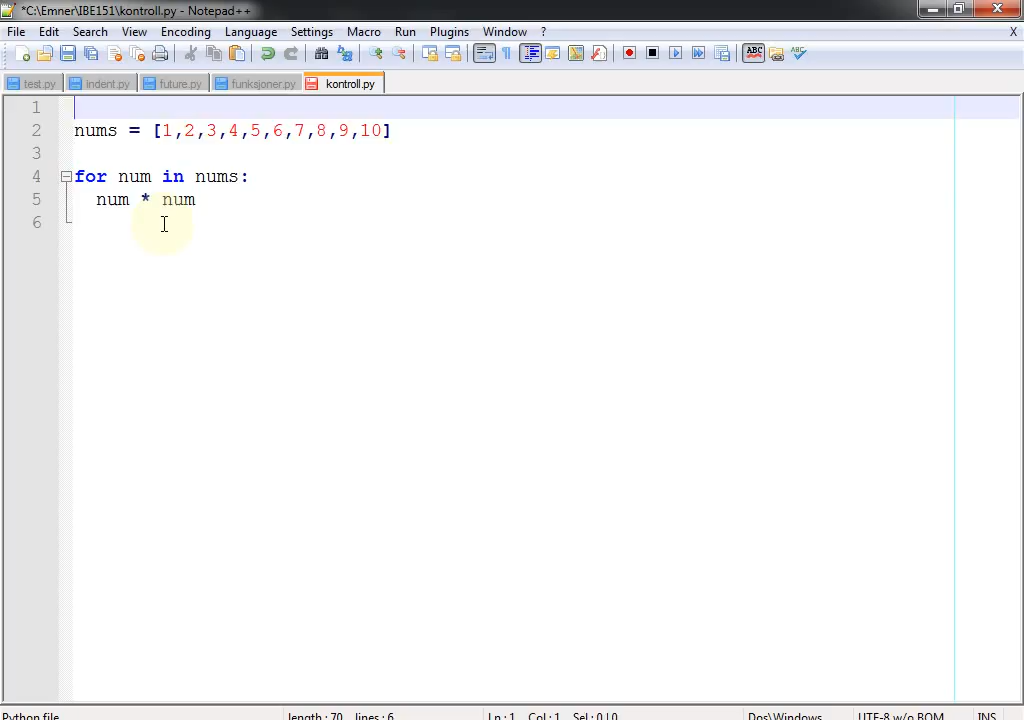 *C:\Emner\IBE151\kontroll.py - Notepad++
File Edit Search View Encoding Language Settings Macro Run Plugins Window ? X
ABC ABC
test.py indent.py future.py funksjoner.py kontroll.py
1
2 nums = [1,2,3,4,5,6,7,8,9,10]
3
4 for num in nums:
5 num * num
6
Python file length : 70 lines : 6 Ln : 1 Col : 1 Sel : 0 | 0 Dos\Windows UTF-8 w/o BOM INS